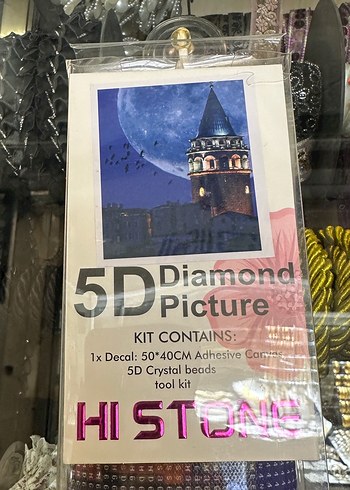 5D Diamond
Picture
KIT CONTAINS:
1x Decal: 50*40CM Adhesive Canvas
5D Crystal beads
tool kit
HI STONE